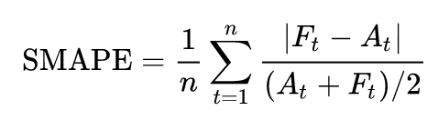 SMAPE = \frac{1}{n} \sum_{t=1}^{n} \frac{|F_t - A_t|}{(A_t + F_t)/2}